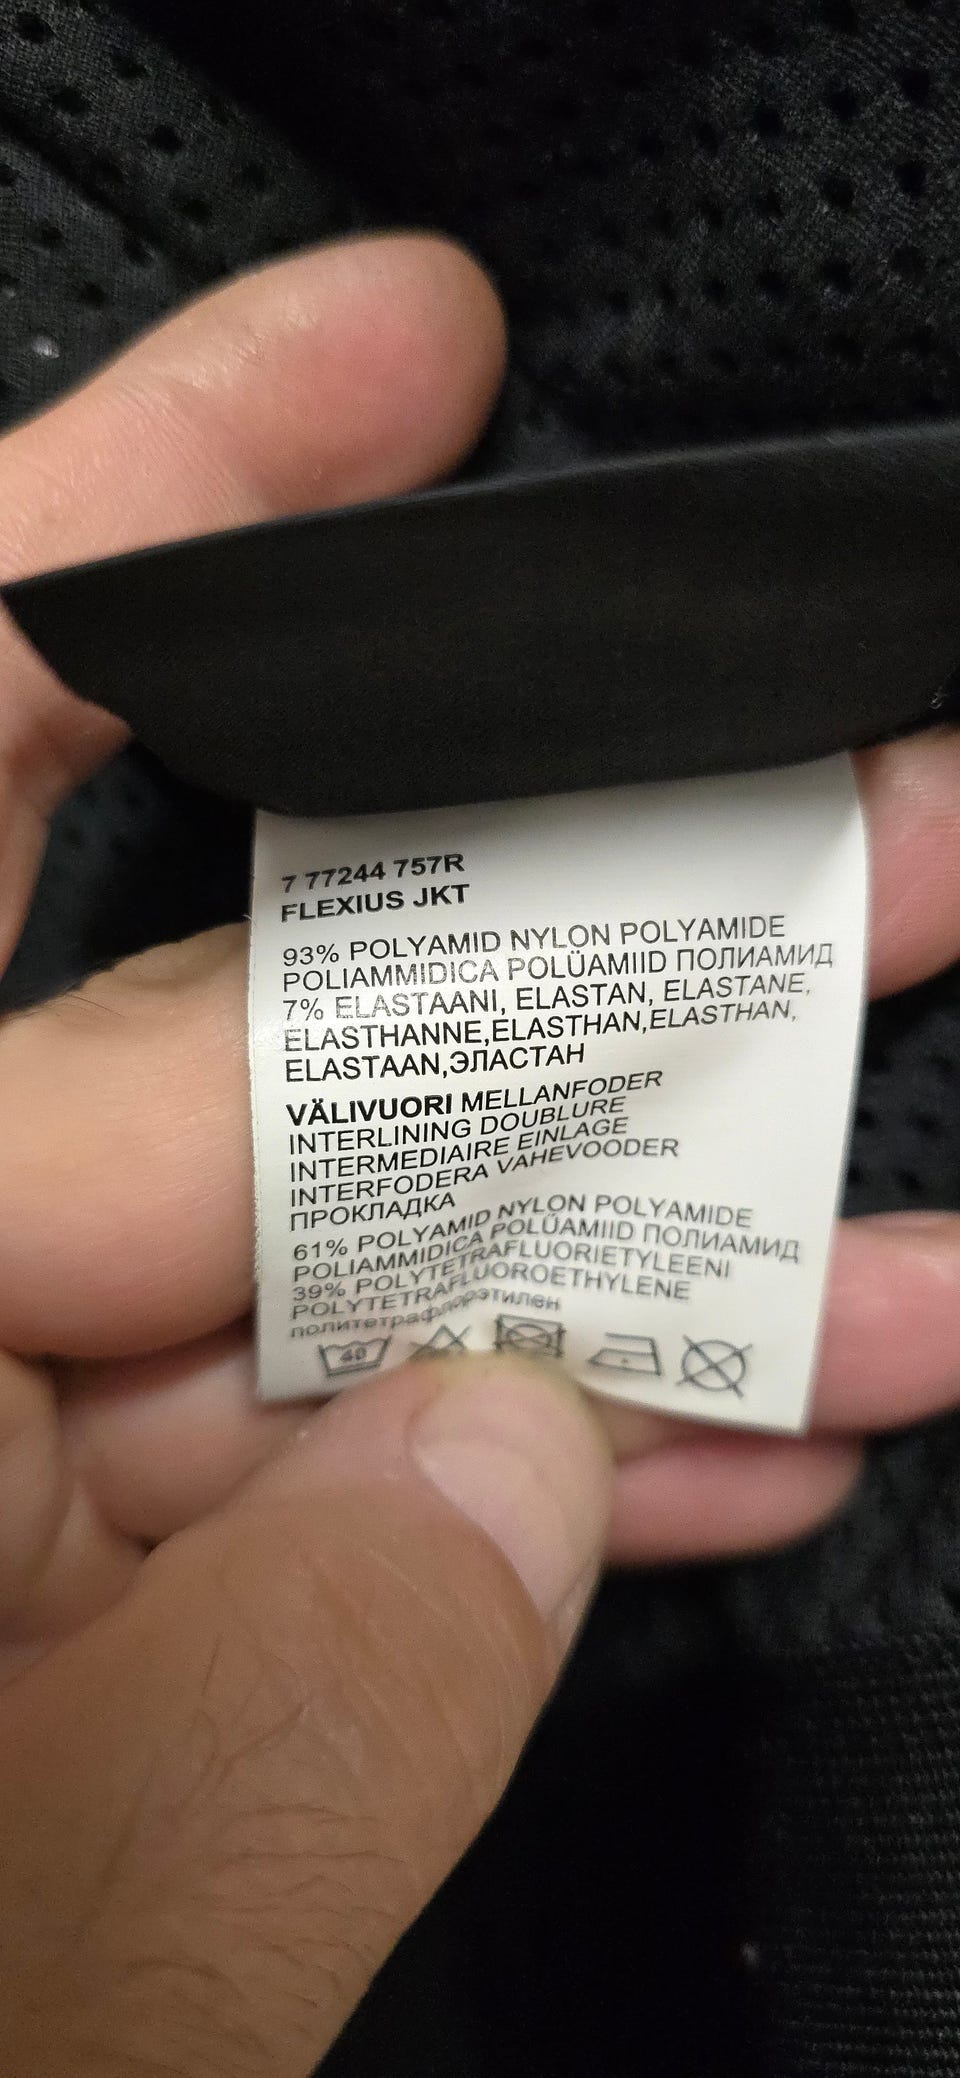 7 77244 757R
FLEXIUS JKT
93% POLYAMID NYLON POLYAMIDE
POLIAMMIDICA POLÜAMIID ПОЛИАМИД
7% ELASTAANI, ELASTAN, ELASTANE,
ELASTHANNE,ELASTHAN,ELASTHAN,
ELASTAAN,ЭЛАСТАН
VÄLIVUORI MELLANFODER
INTERLINING DOUBLURE
INTERMEDIAIRE EINLAGE
INTERFODERA VAHEVOODER
ПРОКЛАДКА
61% POLYAMID NYLON POLYAMIDE
POLIAMMIDICA POLÜAMIID ПОЛИАМИД
39% POLYTETRAFLUORIETYLEENI
POLYTETRAFLUOROETHYLENE
политетрафлюрэтилен
40